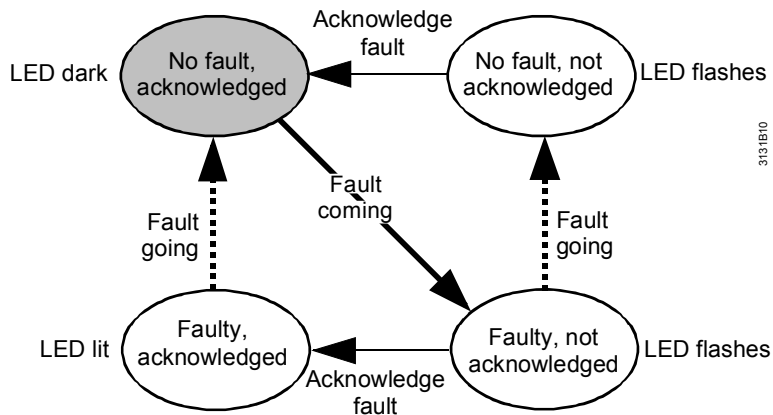 Acknowledge
fault
LED dark
No fault,
acknowledged
No fault, not
acknowledged
LED flashes
3131B10
Fault
coming
Fault
going
Fault
going
LED lit
Faulty,
acknowledged
Faulty, not
acknowledged
LED flashes
Acknowledge
fault